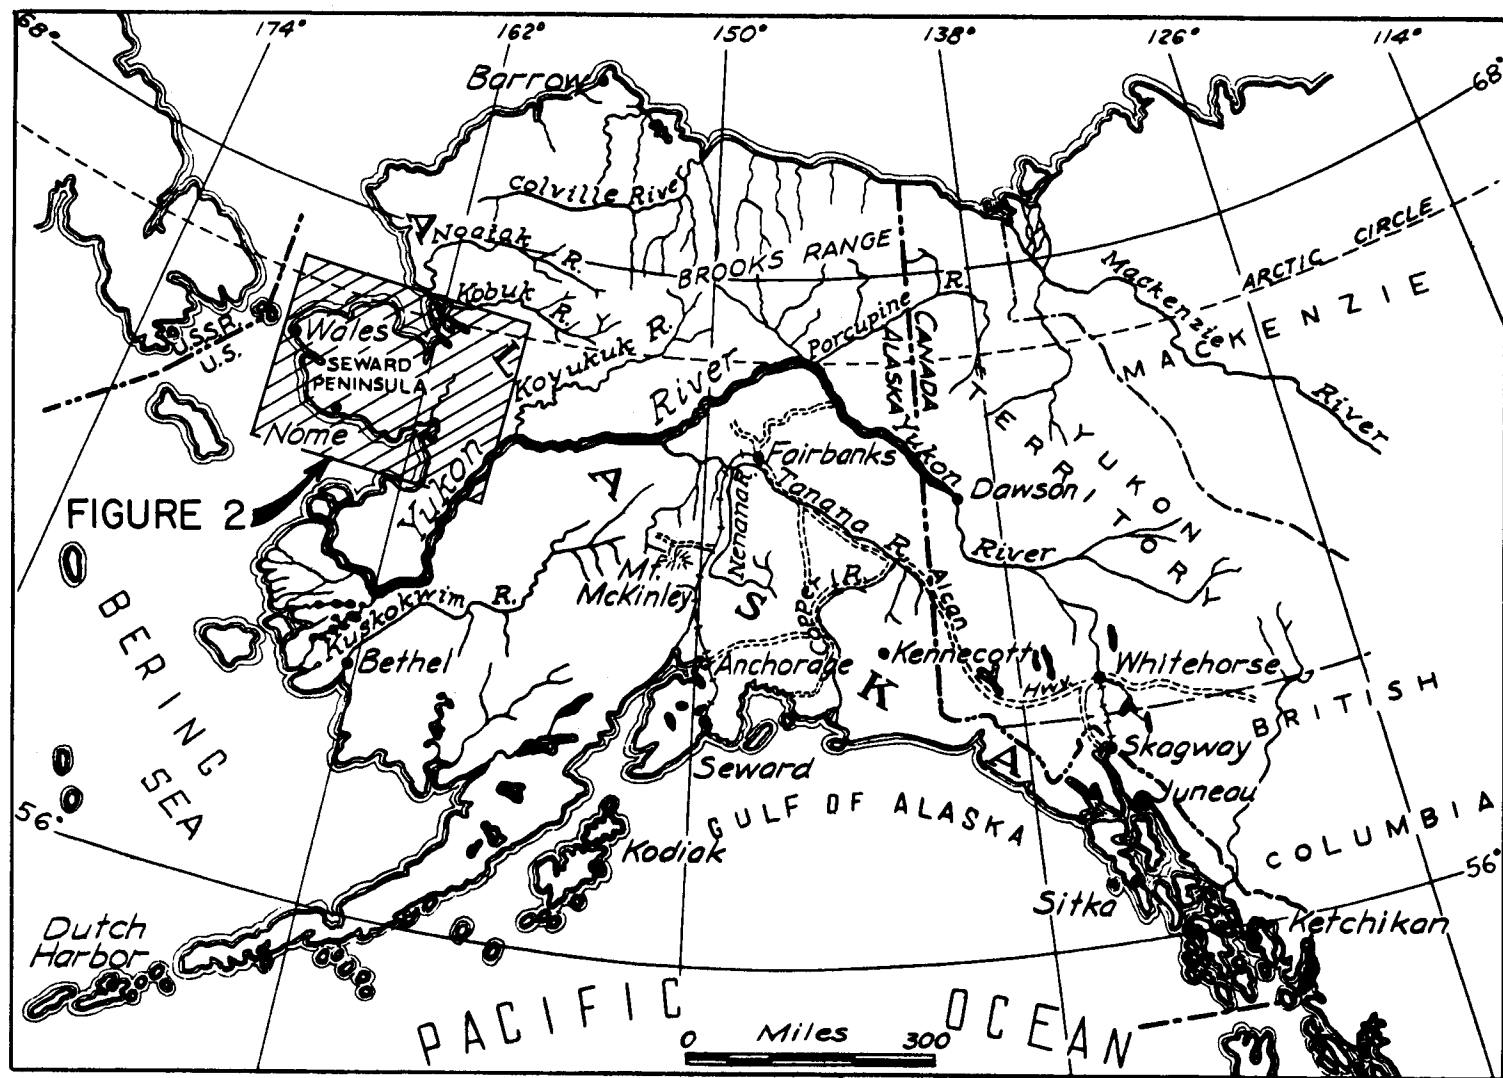 68°
174°
162°
150°
138°
126°
114°
68°
Barrow
Colville River
Noatak
R.
BROOKS RANGE
ARCTIC CIRCLE
Mackenzie
River
MACKENZIE
Kobuk
R.
Koyukuk R.
Porcupine
R.
CANADA
ALASKA
U.S.S.R.
U.S.
Wales
SEWARD
PENINSULA
Nome
FIGURE 2
Yukon
River
Yukon
River
YUKON
TERRITORY
Fairbanks
Dawson
Tanana
R.
Nenana R.
Mt.
McKinley
Kuskokwim R.
Bethel
Copper
R.
Alcan
Hwy.
Anchorage
Kennecott
Whitehorse
ALASKA
BERING
SEA
Seward
Skagway
Juneau
BRITISH
COLUMBIA
GULF OF ALASKA
Kodiak
56°
56°
Sitka
Ketchikan
Dutch
Harbor
PACIFIC OCEAN
0 Miles 300